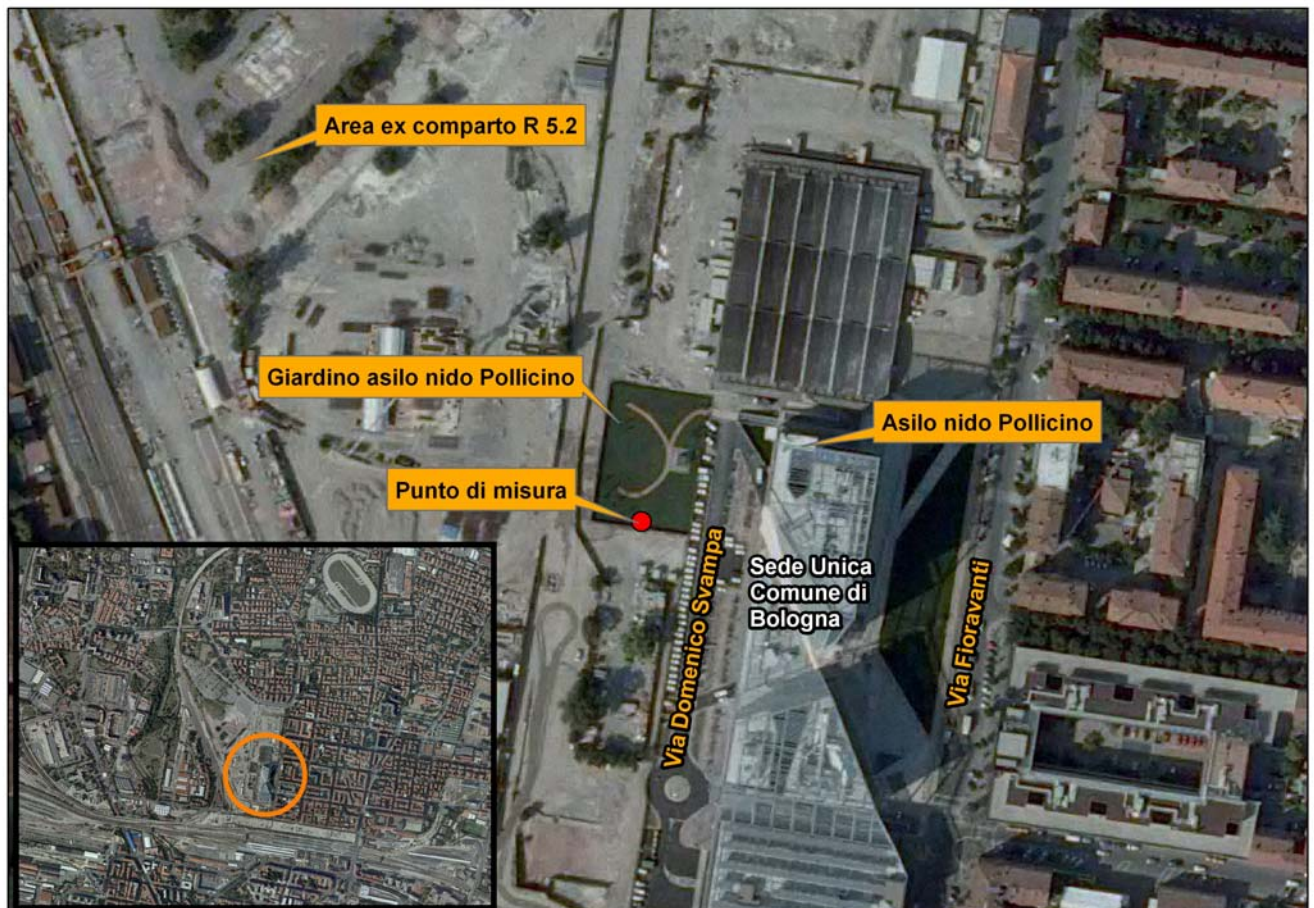 Area ex comparto R 5.2
Giardino asilo nido Pollicino
Asilo nido Pollicino
Punto di misura
Via Domenico Svampa
Sede Unica
Comune di
Bologna
Via Fioravanti